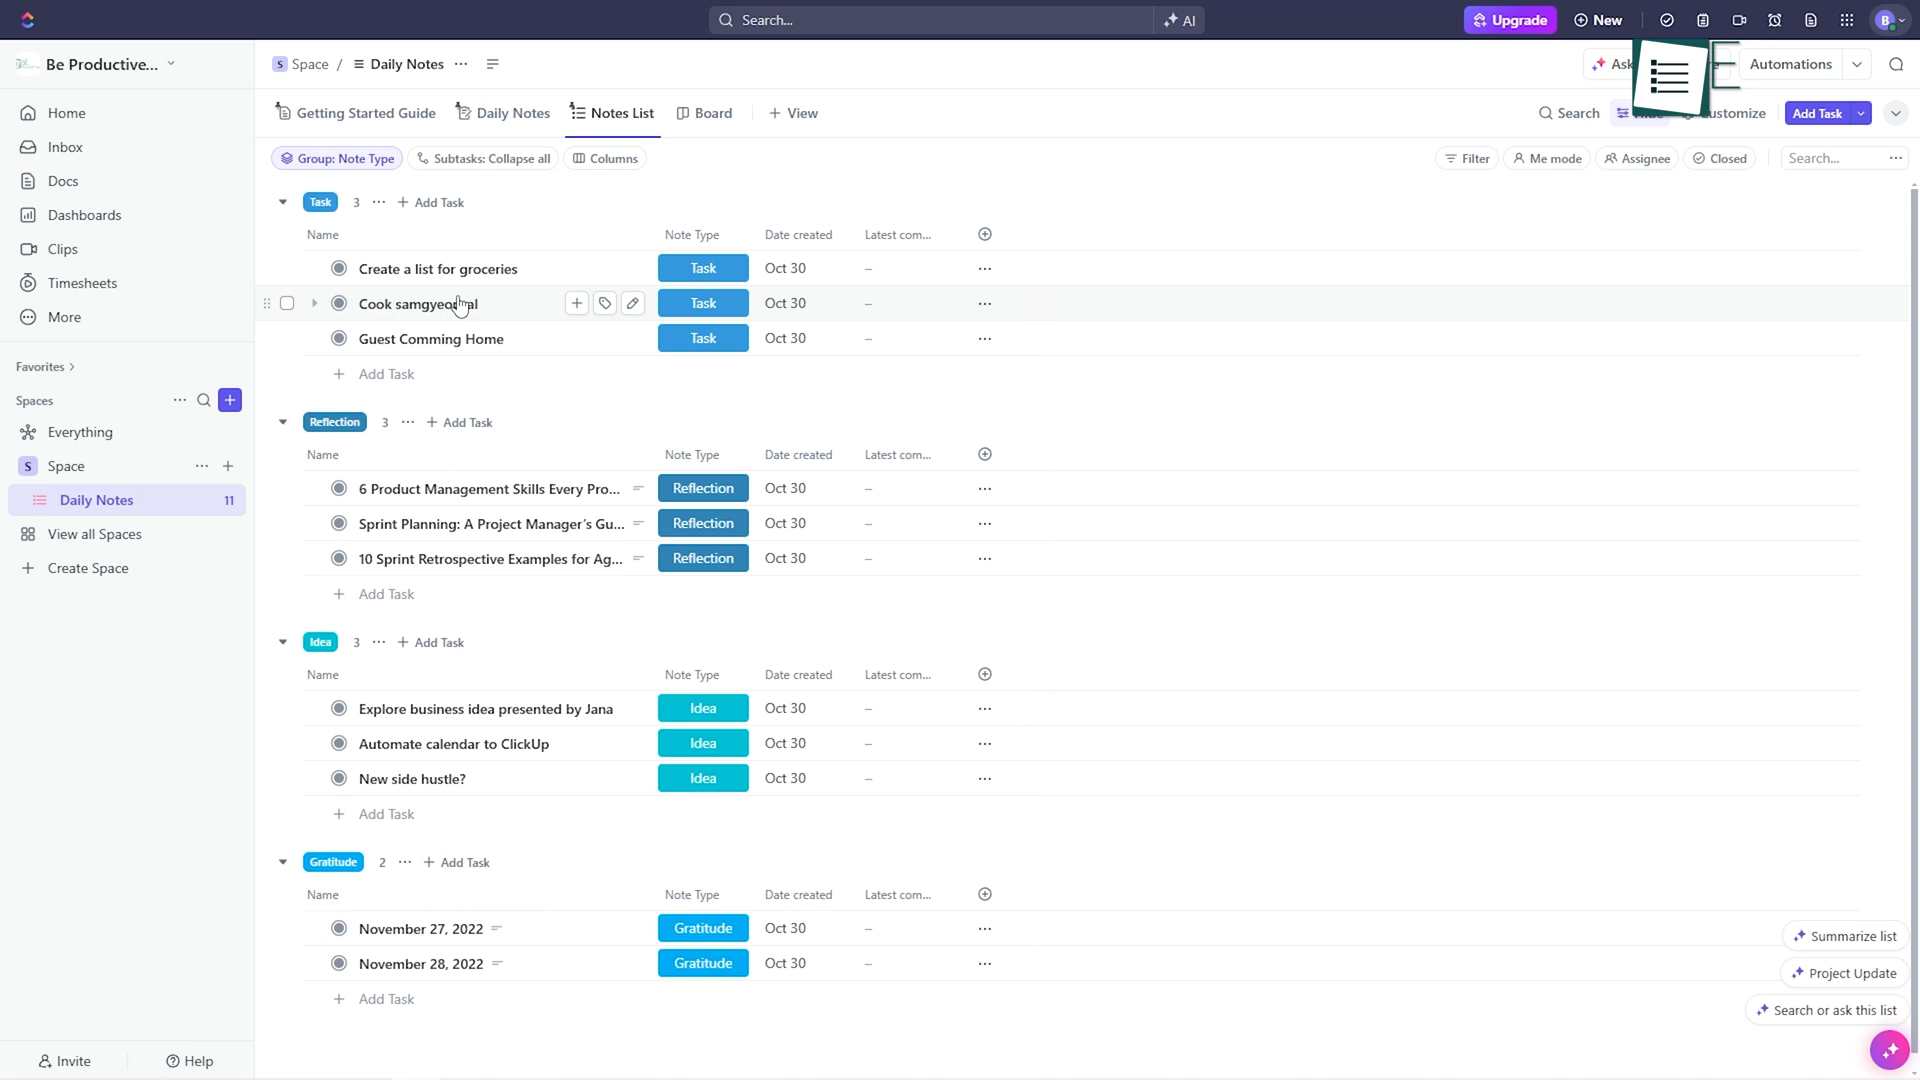 Search...
AI
Upgrade
New
B
Be Productive...
S Space / Daily Notes ...
Ask
Automations
Home
Inbox
Docs
Dashboards
Clips
Timesheets
More
Favorites
Spaces
Everything
S Space
Daily Notes 11
View all Spaces
Create Space
Invite
Help
Getting Started Guide
Daily Notes
Notes List
Board
+ View
Search
Customize
Add Task
Group: Note Type
Subtasks: Collapse all
Columns
Filter
Me mode
Assignee
Closed
Search...
Task 3 ... + Add Task
Name Note Type Date created Latest com...
Create a list for groceries Task Oct 30 –
Cook Task Oct 30 –
Guest Comming Home Task Oct 30 –
+ Add Task
Reflection 3 ... + Add Task
Name Note Type Date created Latest com...
6 Product Management Skills Every Pro... Reflection Oct 30 –
Sprint Planning: A Project Manager's Gu... Reflection Oct 30 –
10 Sprint Retrospective Examples for Ag... Reflection Oct 30 –
+ Add Task
Idea 3 ... + Add Task
Name Note Type Date created Latest com...
Explore business idea presented by Jana Idea Oct 30 –
Automate calendar to ClickUp Idea Oct 30 –
New side hustle? Idea Oct 30 –
+ Add Task
Gratitude 2 ... + Add Task
Name Note Type Date created Latest com...
November 27, 2022 Gratitude Oct 30 –
November 28, 2022 Gratitude Oct 30 –
+ Add Task
Summarize list
Project Update
Search or ask this list